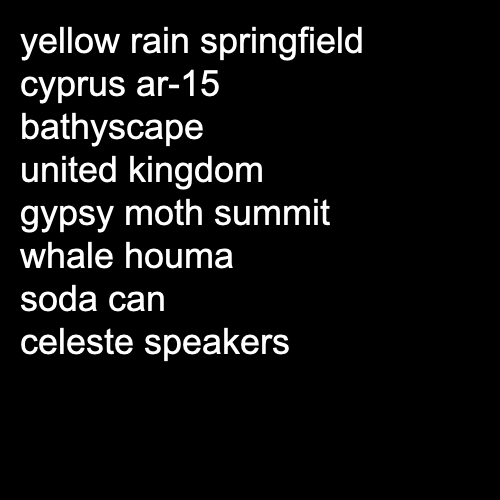 yellow rain springfield
cyprus ar-15
bathyscape
united kingdom
gypsy moth summit
whale houma
soda can
celeste speakers